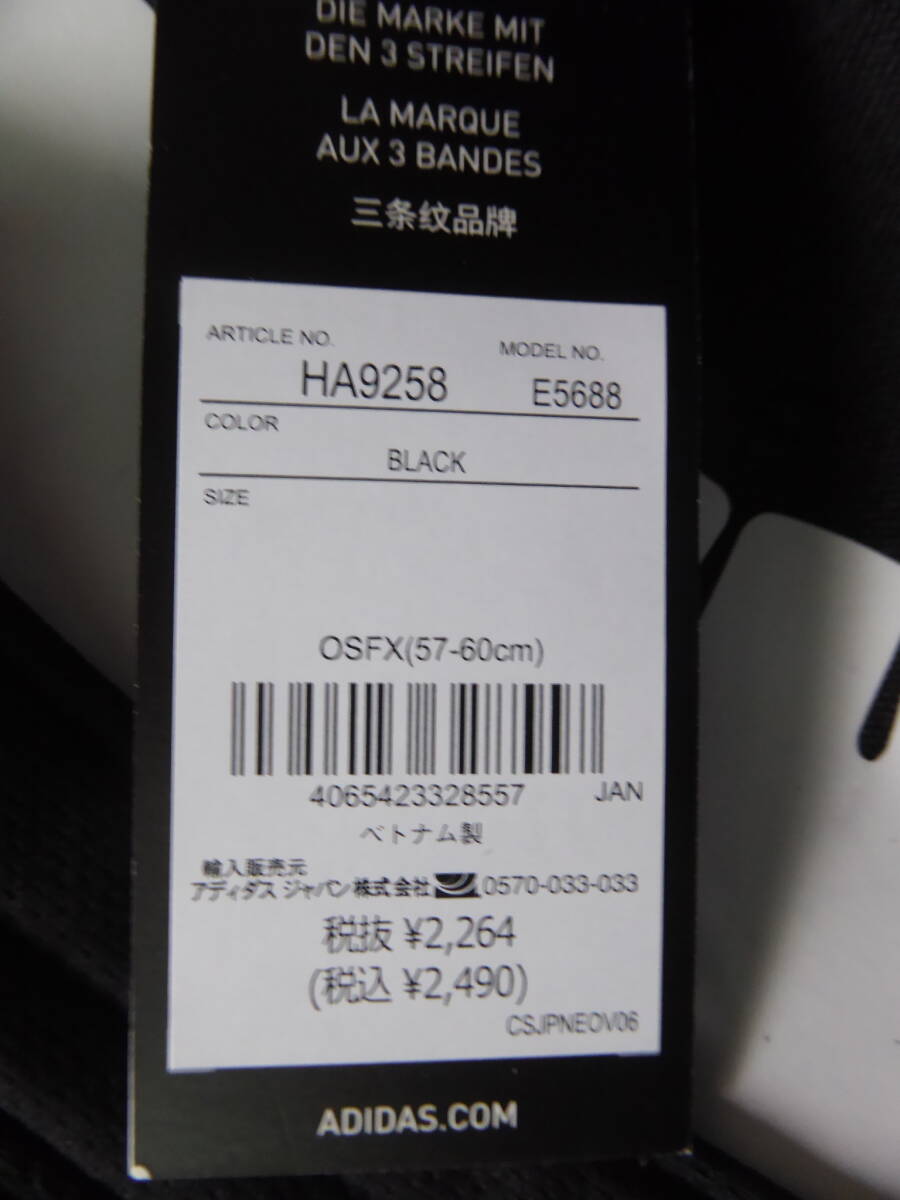 DIE MARKE MIT
DEN 3 STREIFEN
LA MARQUE
AUX 3 BANDES
三条纹品牌
ARTICLE NO. MODEL NO.
HA9258 E5688
COLOR
BLACK
SIZE
OSFX(57-60cm)
4065423328557 JAN
ベトナム製
輸入販売元
アディダス ジャパン株式会社 0570-033-033
税抜 ¥2,264
(税込 ¥2,490)
CSJPNEOV06
ADIDAS.COM